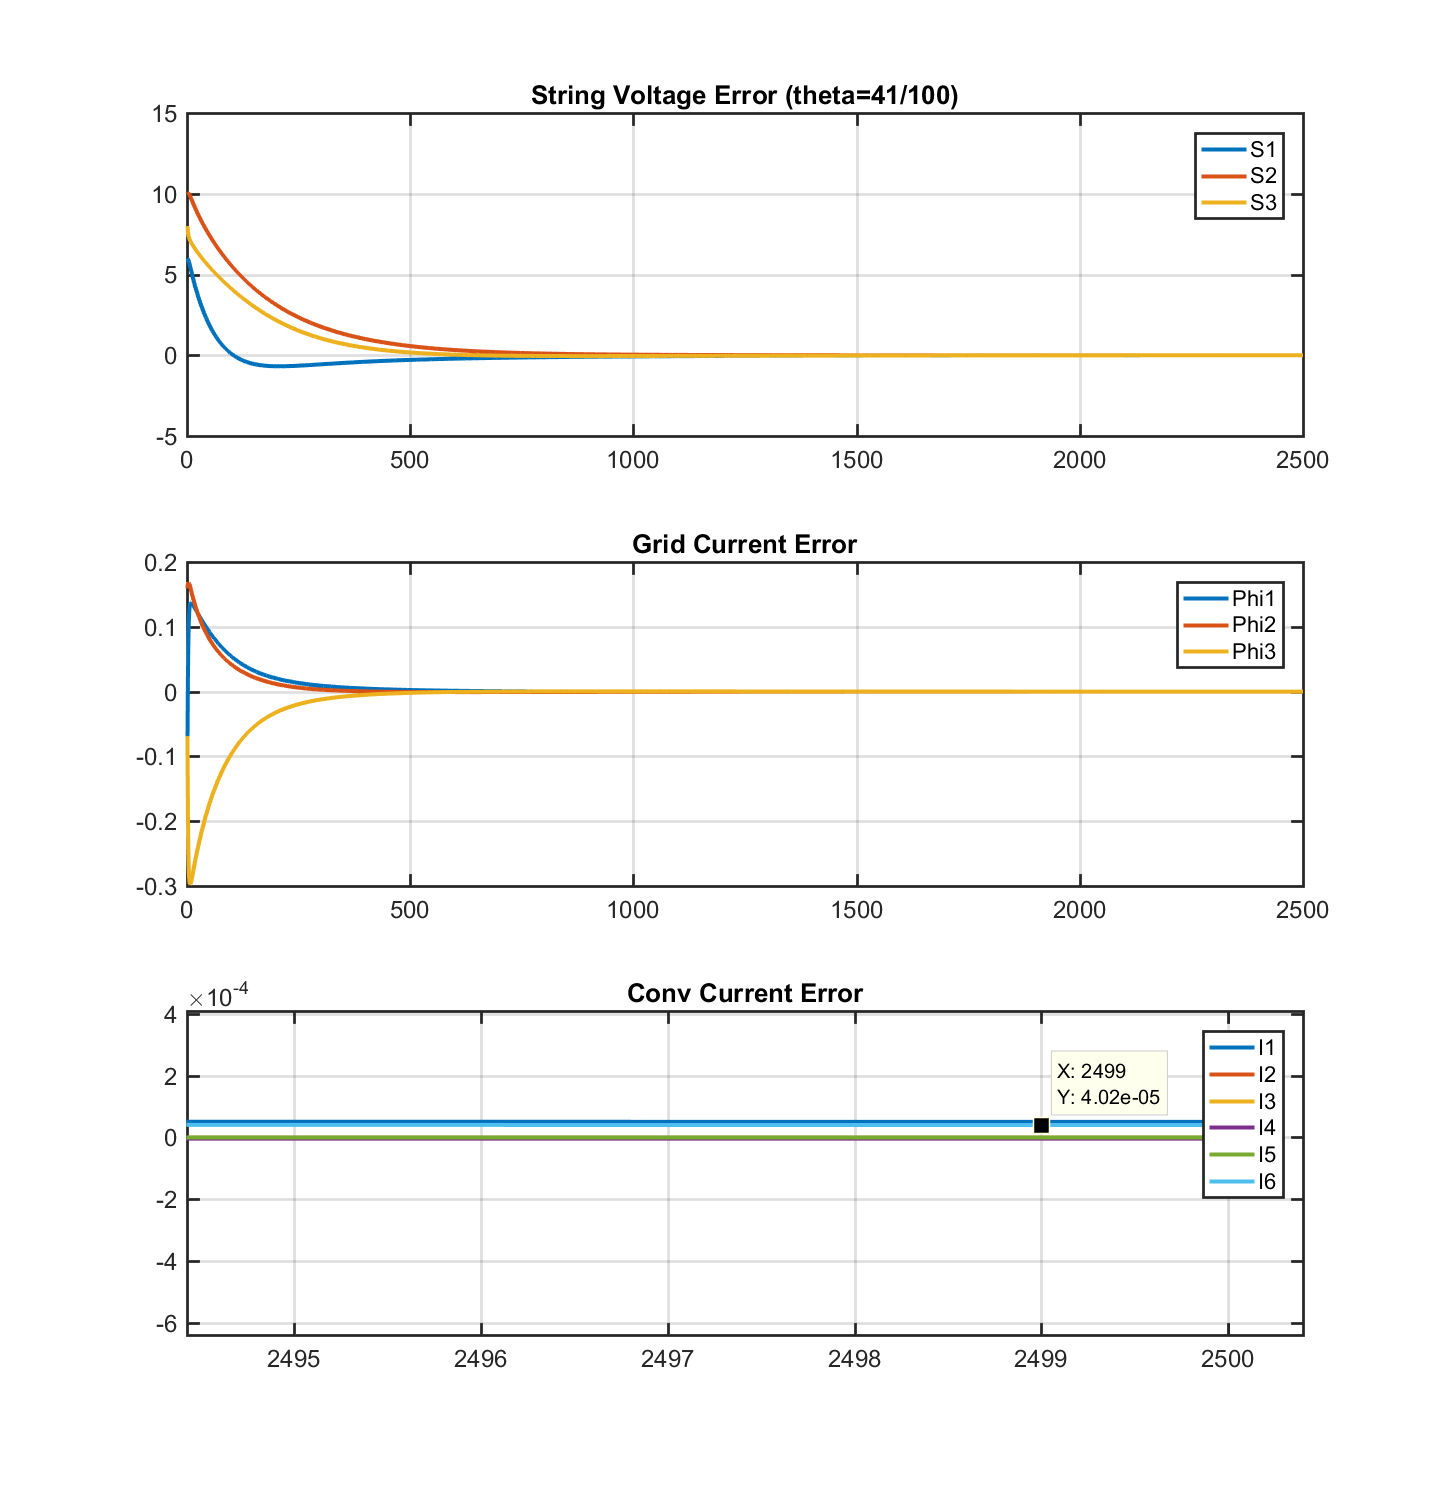 String Voltage Error (theta=41/100)
15
10
5
0
-5
0 500 1000 1500 2000 2500
S1
S2
S3
Grid Current Error
0.2
0.1
0
-0.1
-0.2
-0.3
0 500 1000 1500 2000 2500
Phi1
Phi2
Phi3
×10-4
Conv Current Error
4
2
0
-2
-4
-6
2495 2496 2497 2498 2499 2500
X: 2499
Y: 4.02e-05
I1
I2
I3
I4
I5
I6